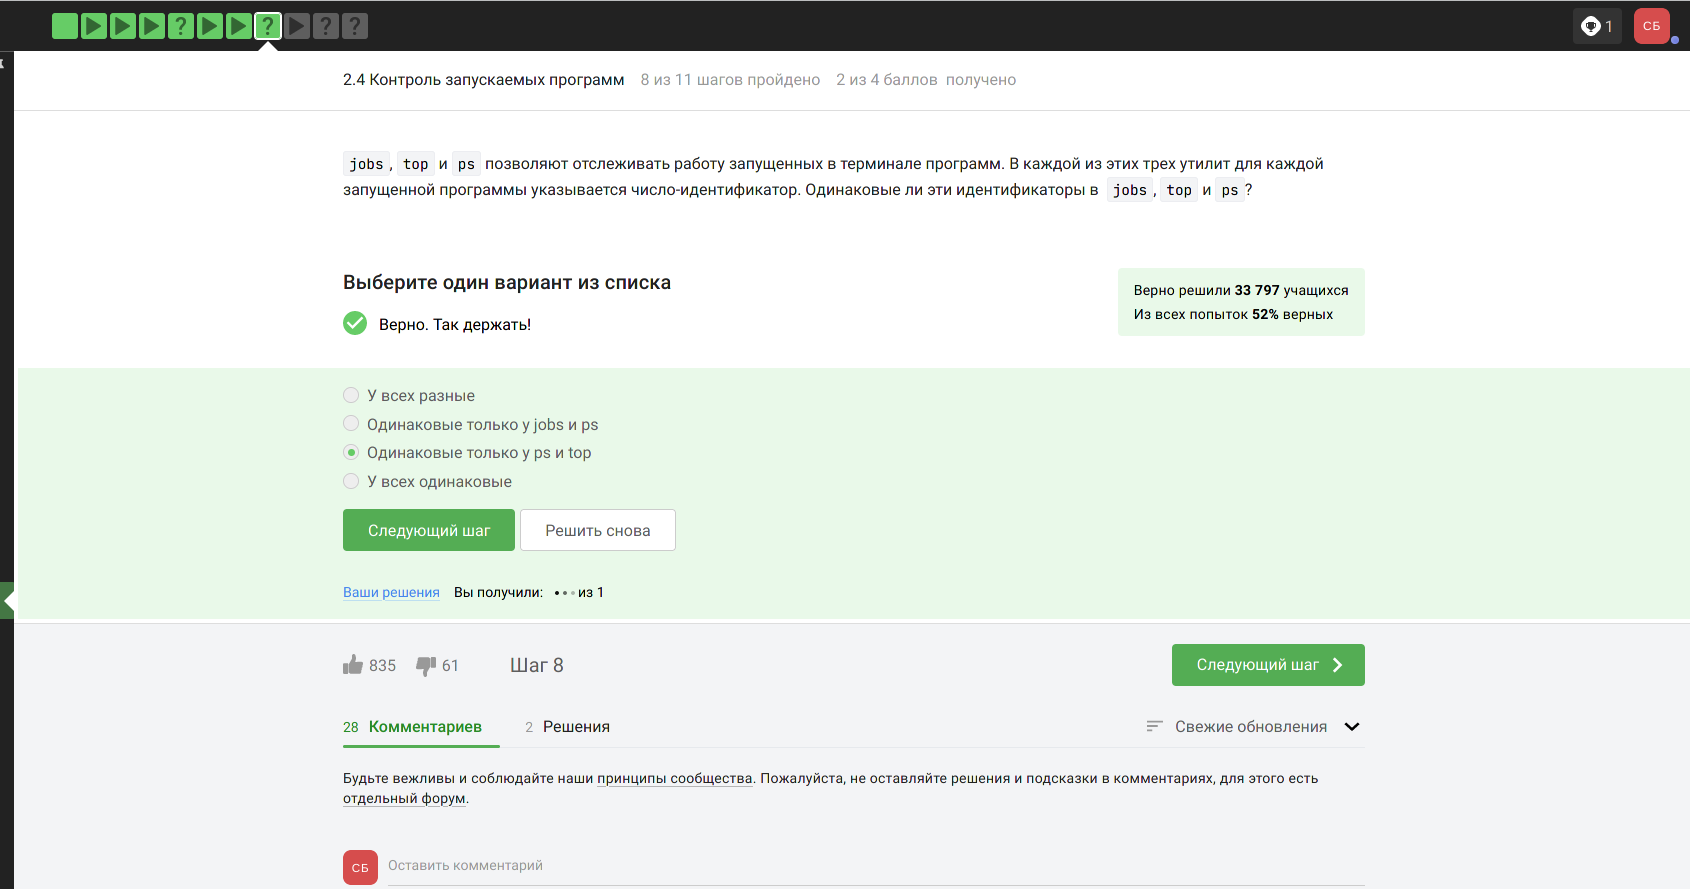 ? ? ? ?
1
СБ
2.4 Контроль запускаемых программ 8 из 11 шагов пройдено 2 из 4 баллов получено
jobs, top и ps позволяют отслеживать работу запущенных в терминале программ. В каждой из этих трех утилит для каждой
запущенной программы указывается число-идентификатор. Одинаковые ли эти идентификаторы в jobs, top и ps?
Выберите один вариант из списка
Верно. Так держать!
Верно решили 33 797 учащихся
Из всех попыток 52% верных
У всех разные
Одинаковые только у jobs и ps
Одинаковые только у ps и top
У всех одинаковые
Следующий шаг Решить снова
Ваши решения Вы получили: из 1
835 61 Шаг 8 Следующий шаг
28 Комментариев 2 Решения Свежие обновления
Будьте вежливы и соблюдайте наши принципы сообщества. Пожалуйста, не оставляйте решения и подсказки в комментариях, для этого есть
отдельный форум.
СБ Оставить комментарий